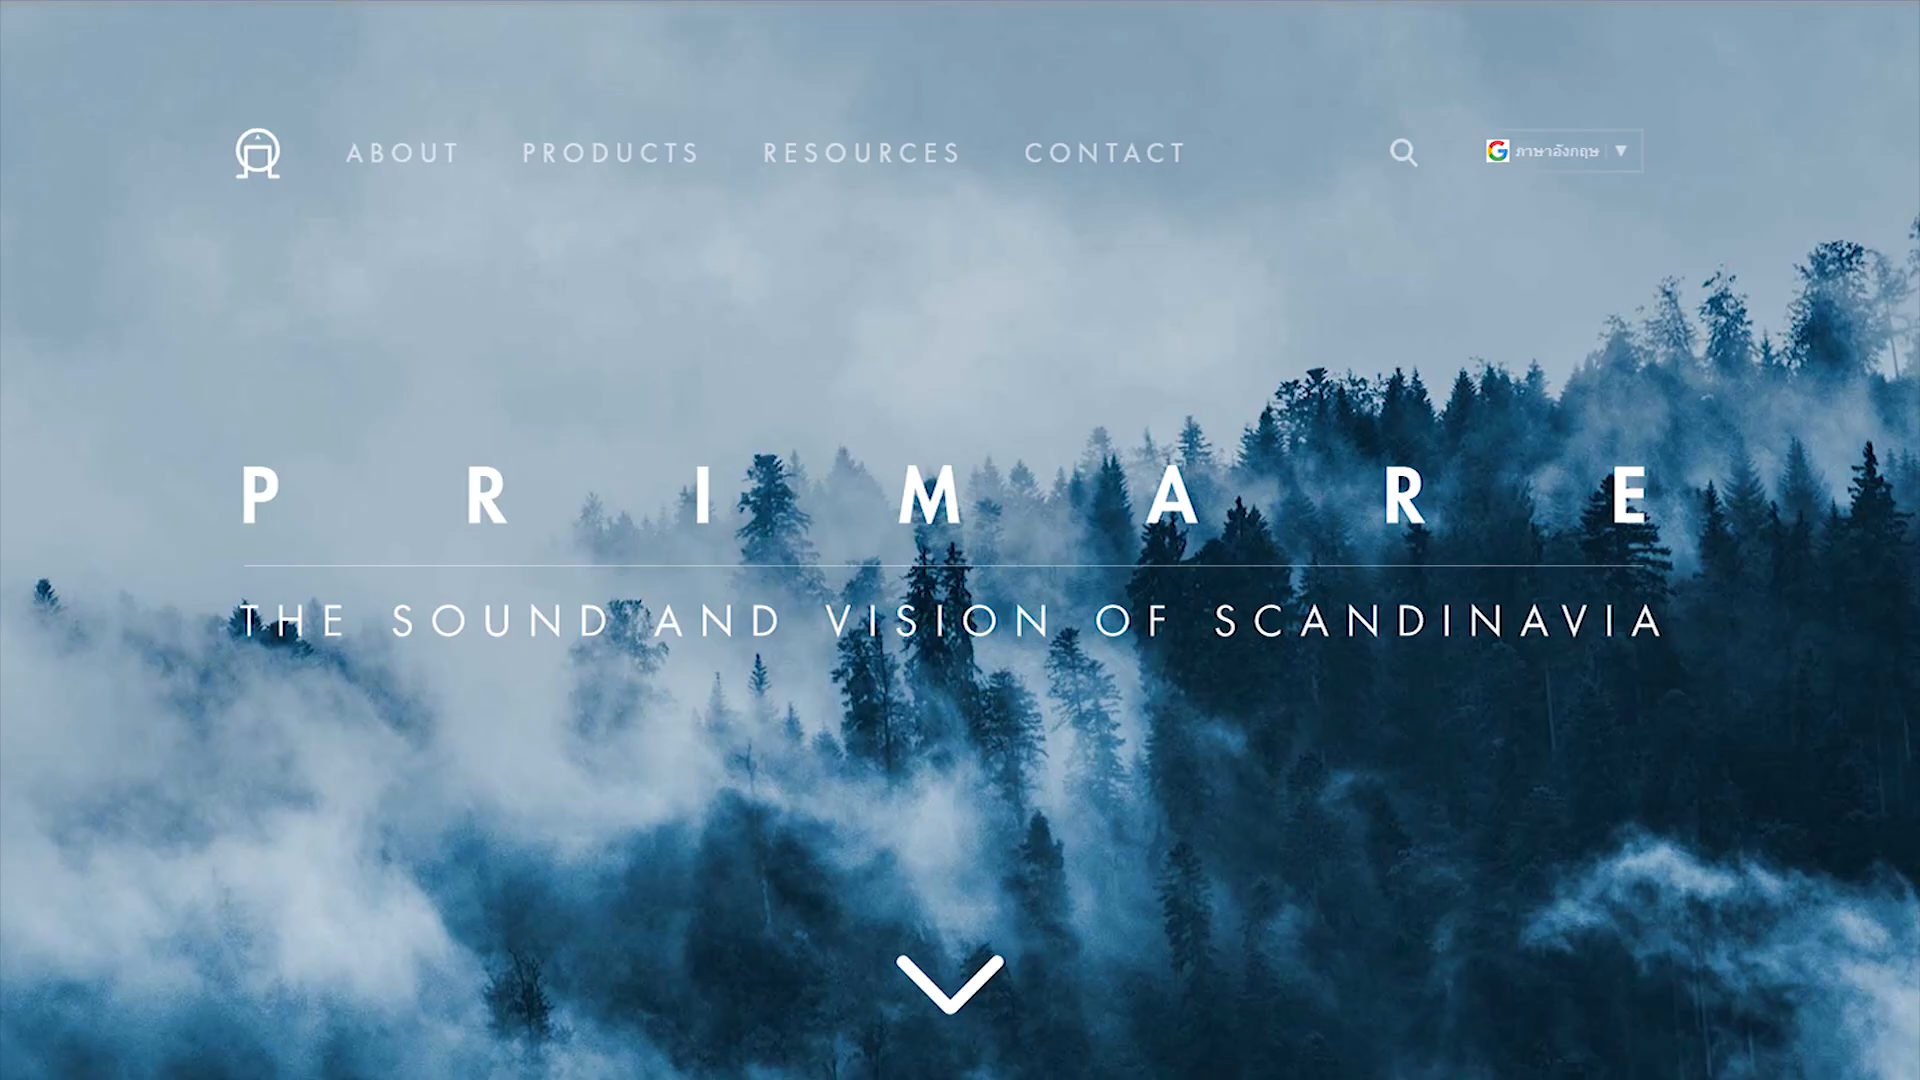 ABOUT PRODUCTS RESOURCES CONTACT ภาษาอังกฤษ ▼
PRIMARE
THE SOUND AND VISION OF SCANDINAVIA